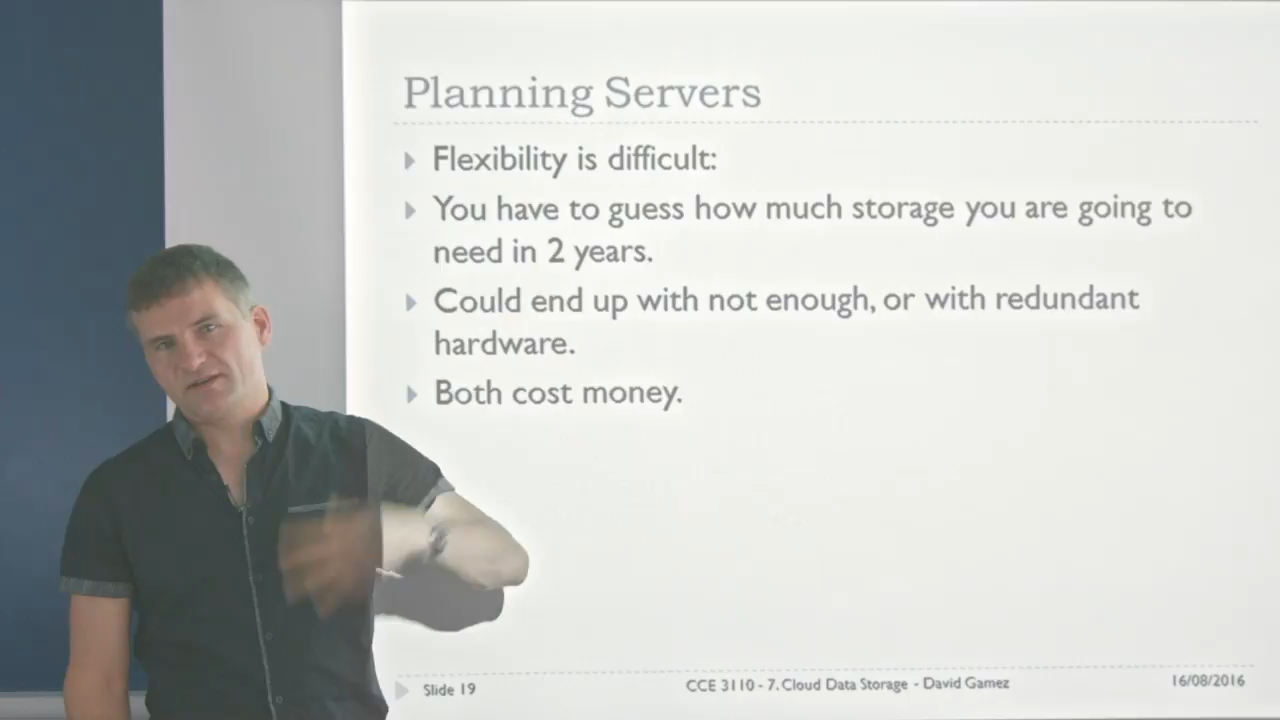 Planning Servers
Flexibility is difficult:
You have to guess how much storage you are going to
need in 2 years.
Could end up with not enough, or with redundant
hardware.
Both cost money.
Slide 19
CCE 3110 - 7. Cloud Data Storage - David Gamez
16/08/2016